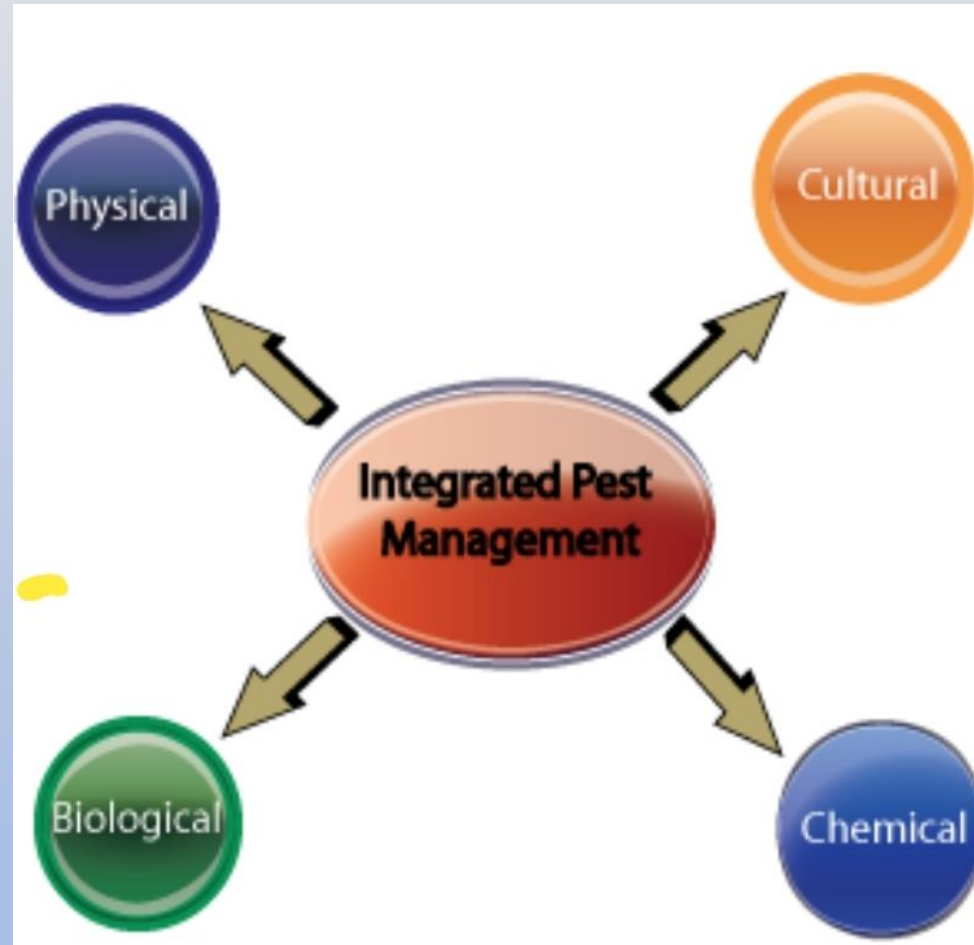 Physical
Cultural
Integrated Pest
Management
Biological
Chemical